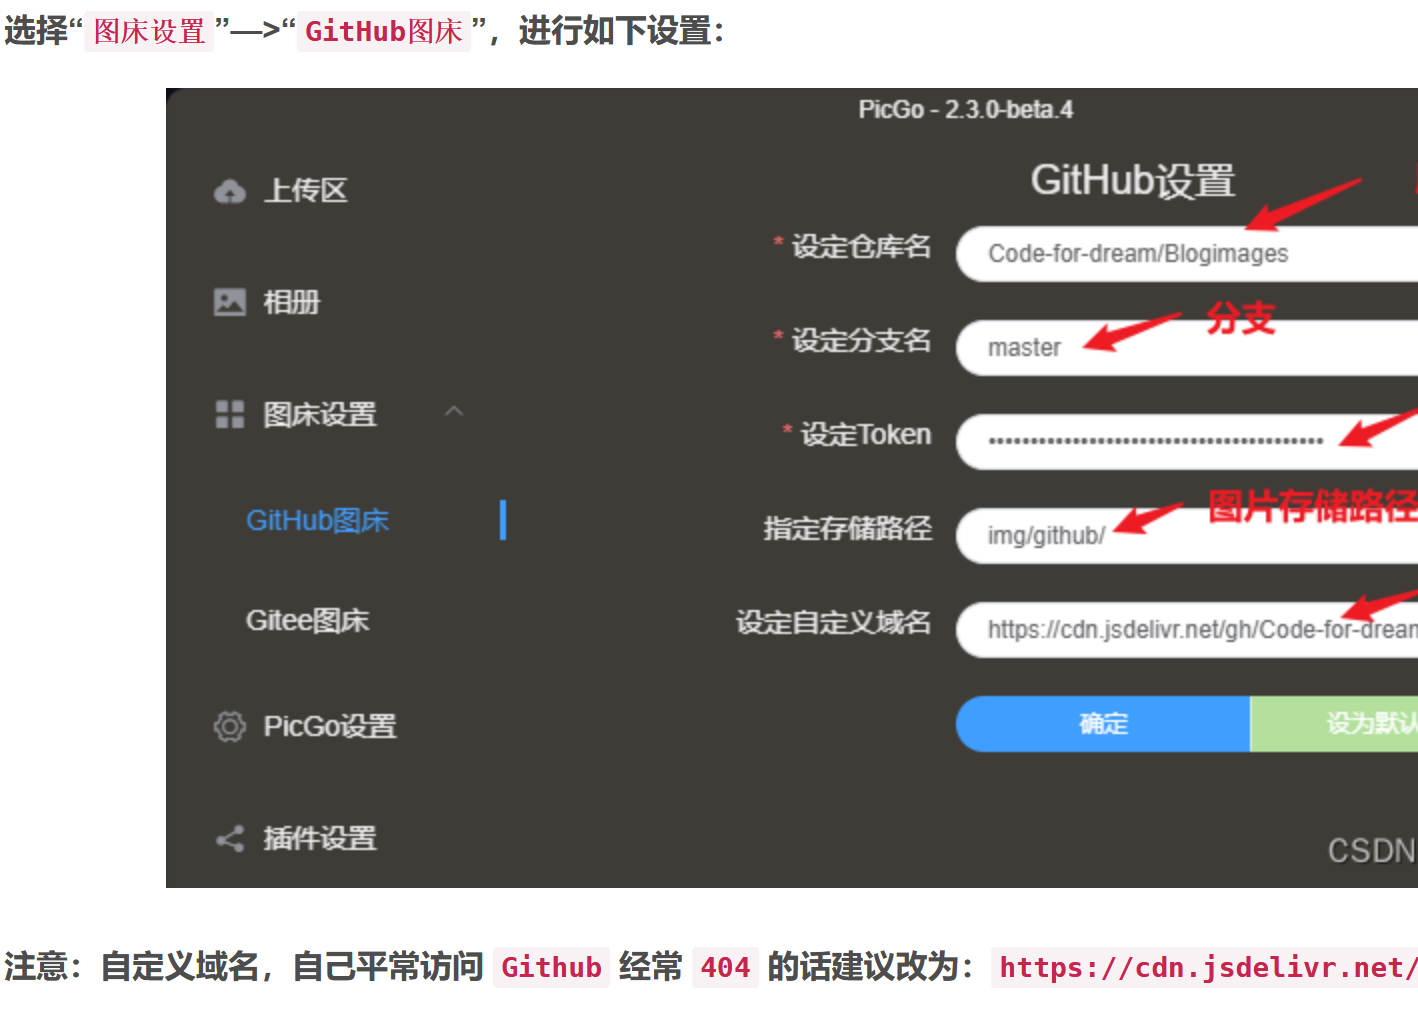 选择“图床设置”—>“GitHub图床”，进行如下设置：
PicGo - 2.3.0-beta.4
GitHub设置
上传区
* 设定仓库名
Code-for-dream/Blogimages
相册
分支
* 设定分支名
master
图床设置
* 设定Token
••••••••••••••••••••••••••••••••••••••••
GitHub图床
图片存储路径
指定存储路径
img/github/
Gitee图床
设定自定义域名
https://cdn.jsdelivr.net/gh/Code-for-dream
PicGo设置
确定
设为默认
插件设置
CSDN
注意：自定义域名，自己平常访问 Github 经常 404 的话建议改为：https://cdn.jsdelivr.net/